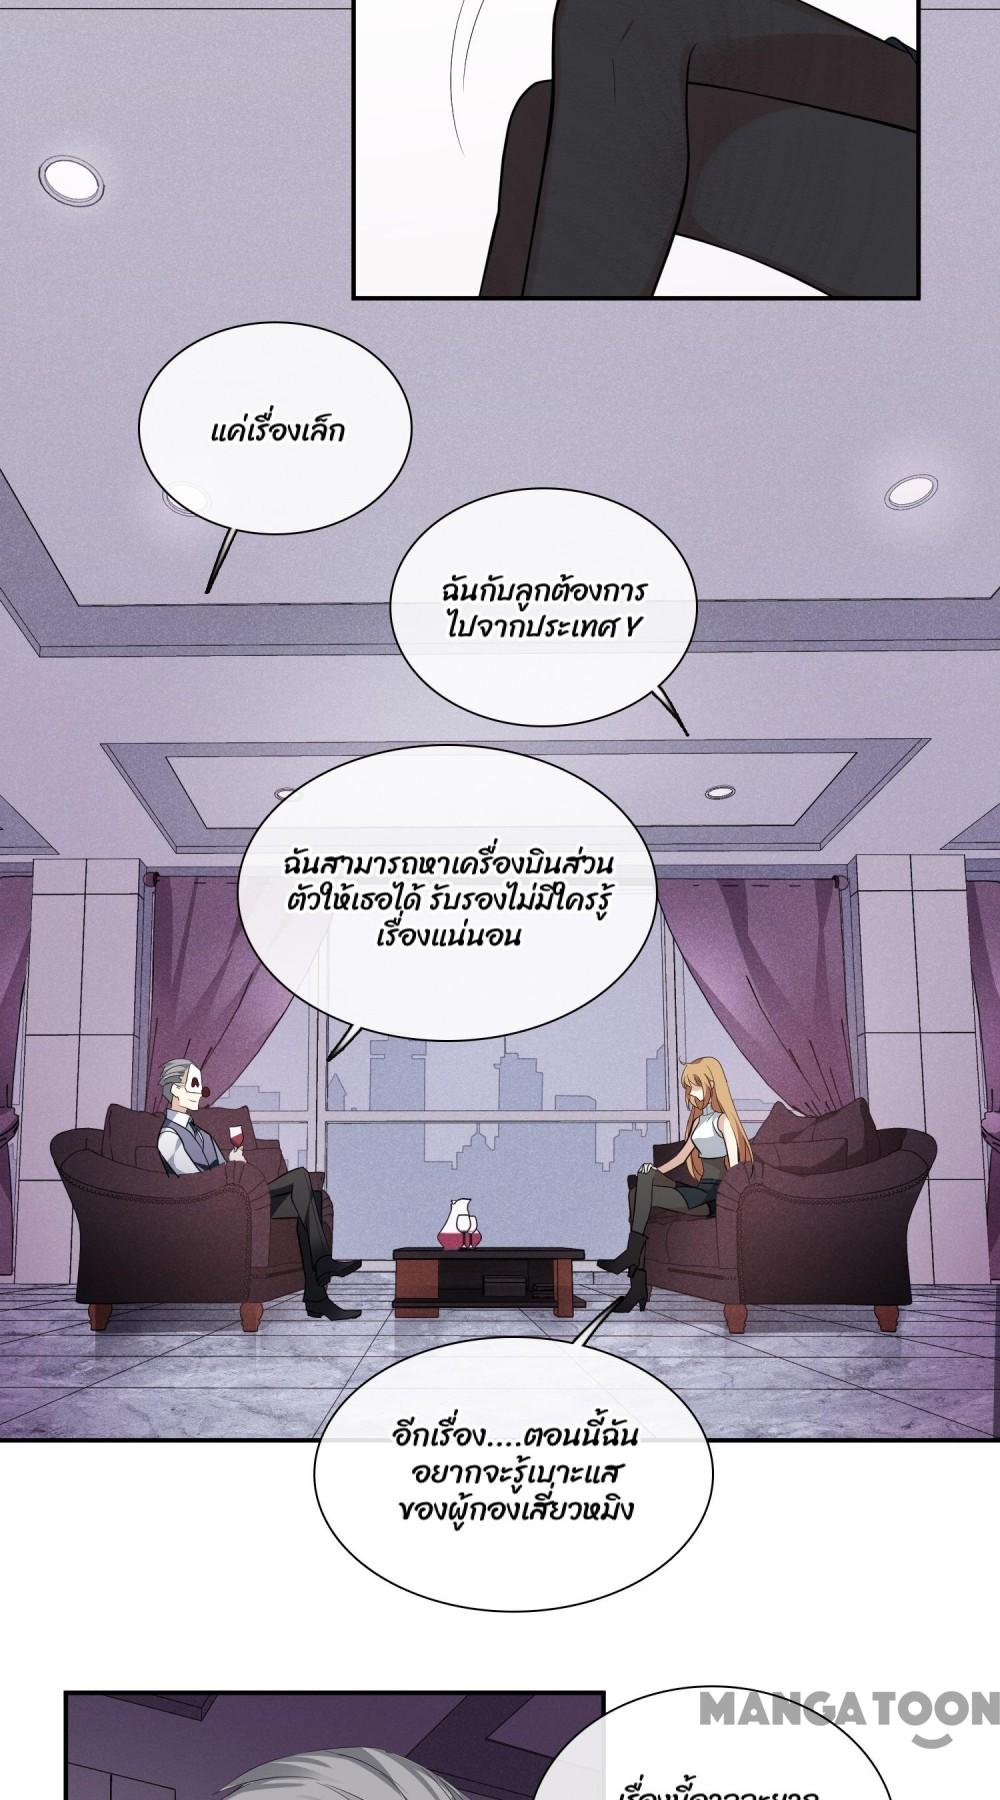 แค่เรื่องเล็ก
ฉันกับลูกต้องการ
ไปจากประเทศ Y
ฉันสามารถหาเครื่องบินส่วน
ตัวให้เธอได้ รับรองไม่มีใครรู้
เรื่องแน่นอน
อีกเรื่อง....ตอนนี้ฉัน
อยากจะรู้เบาะแส
ของผู้กองเสี่ยวหมิง
MANGATOON